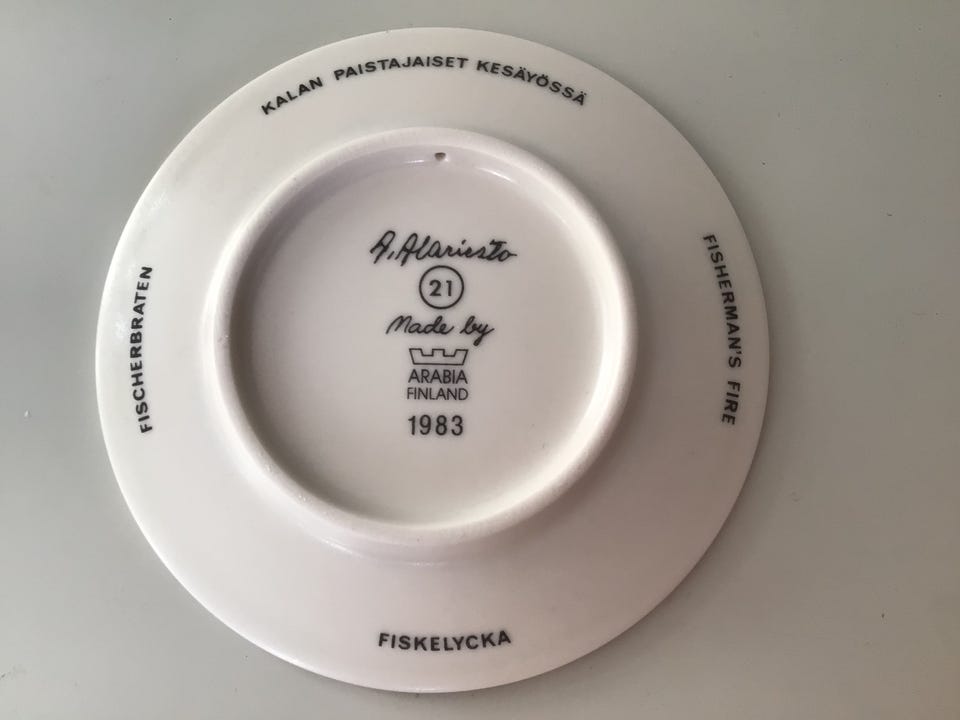 KALAN PAISTAJAISET KESÄYÖSSÄ
FISHERMAN'S FIRE
FISKELYCKA
FISCHERBRATEN
A. Alariesto
21
Made by
ARABIA
FINLAND
1983